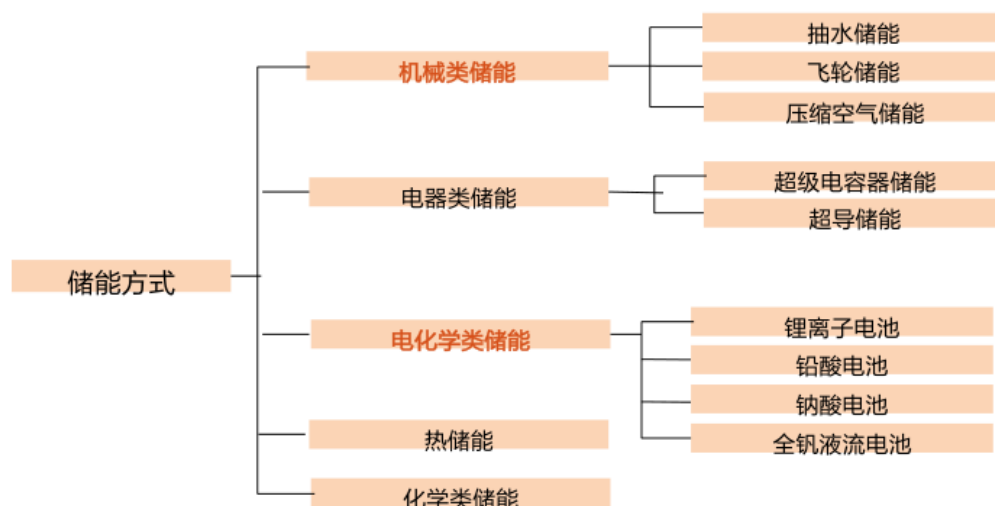 储能方式
机械类储能
抽水储能
飞轮储能
压缩空气储能
电器类储能
超级电容器储能
超导储能
电化学类储能
锂离子电池
铅酸电池
钠酸电池
全钒液流电池
热储能
化学类储能